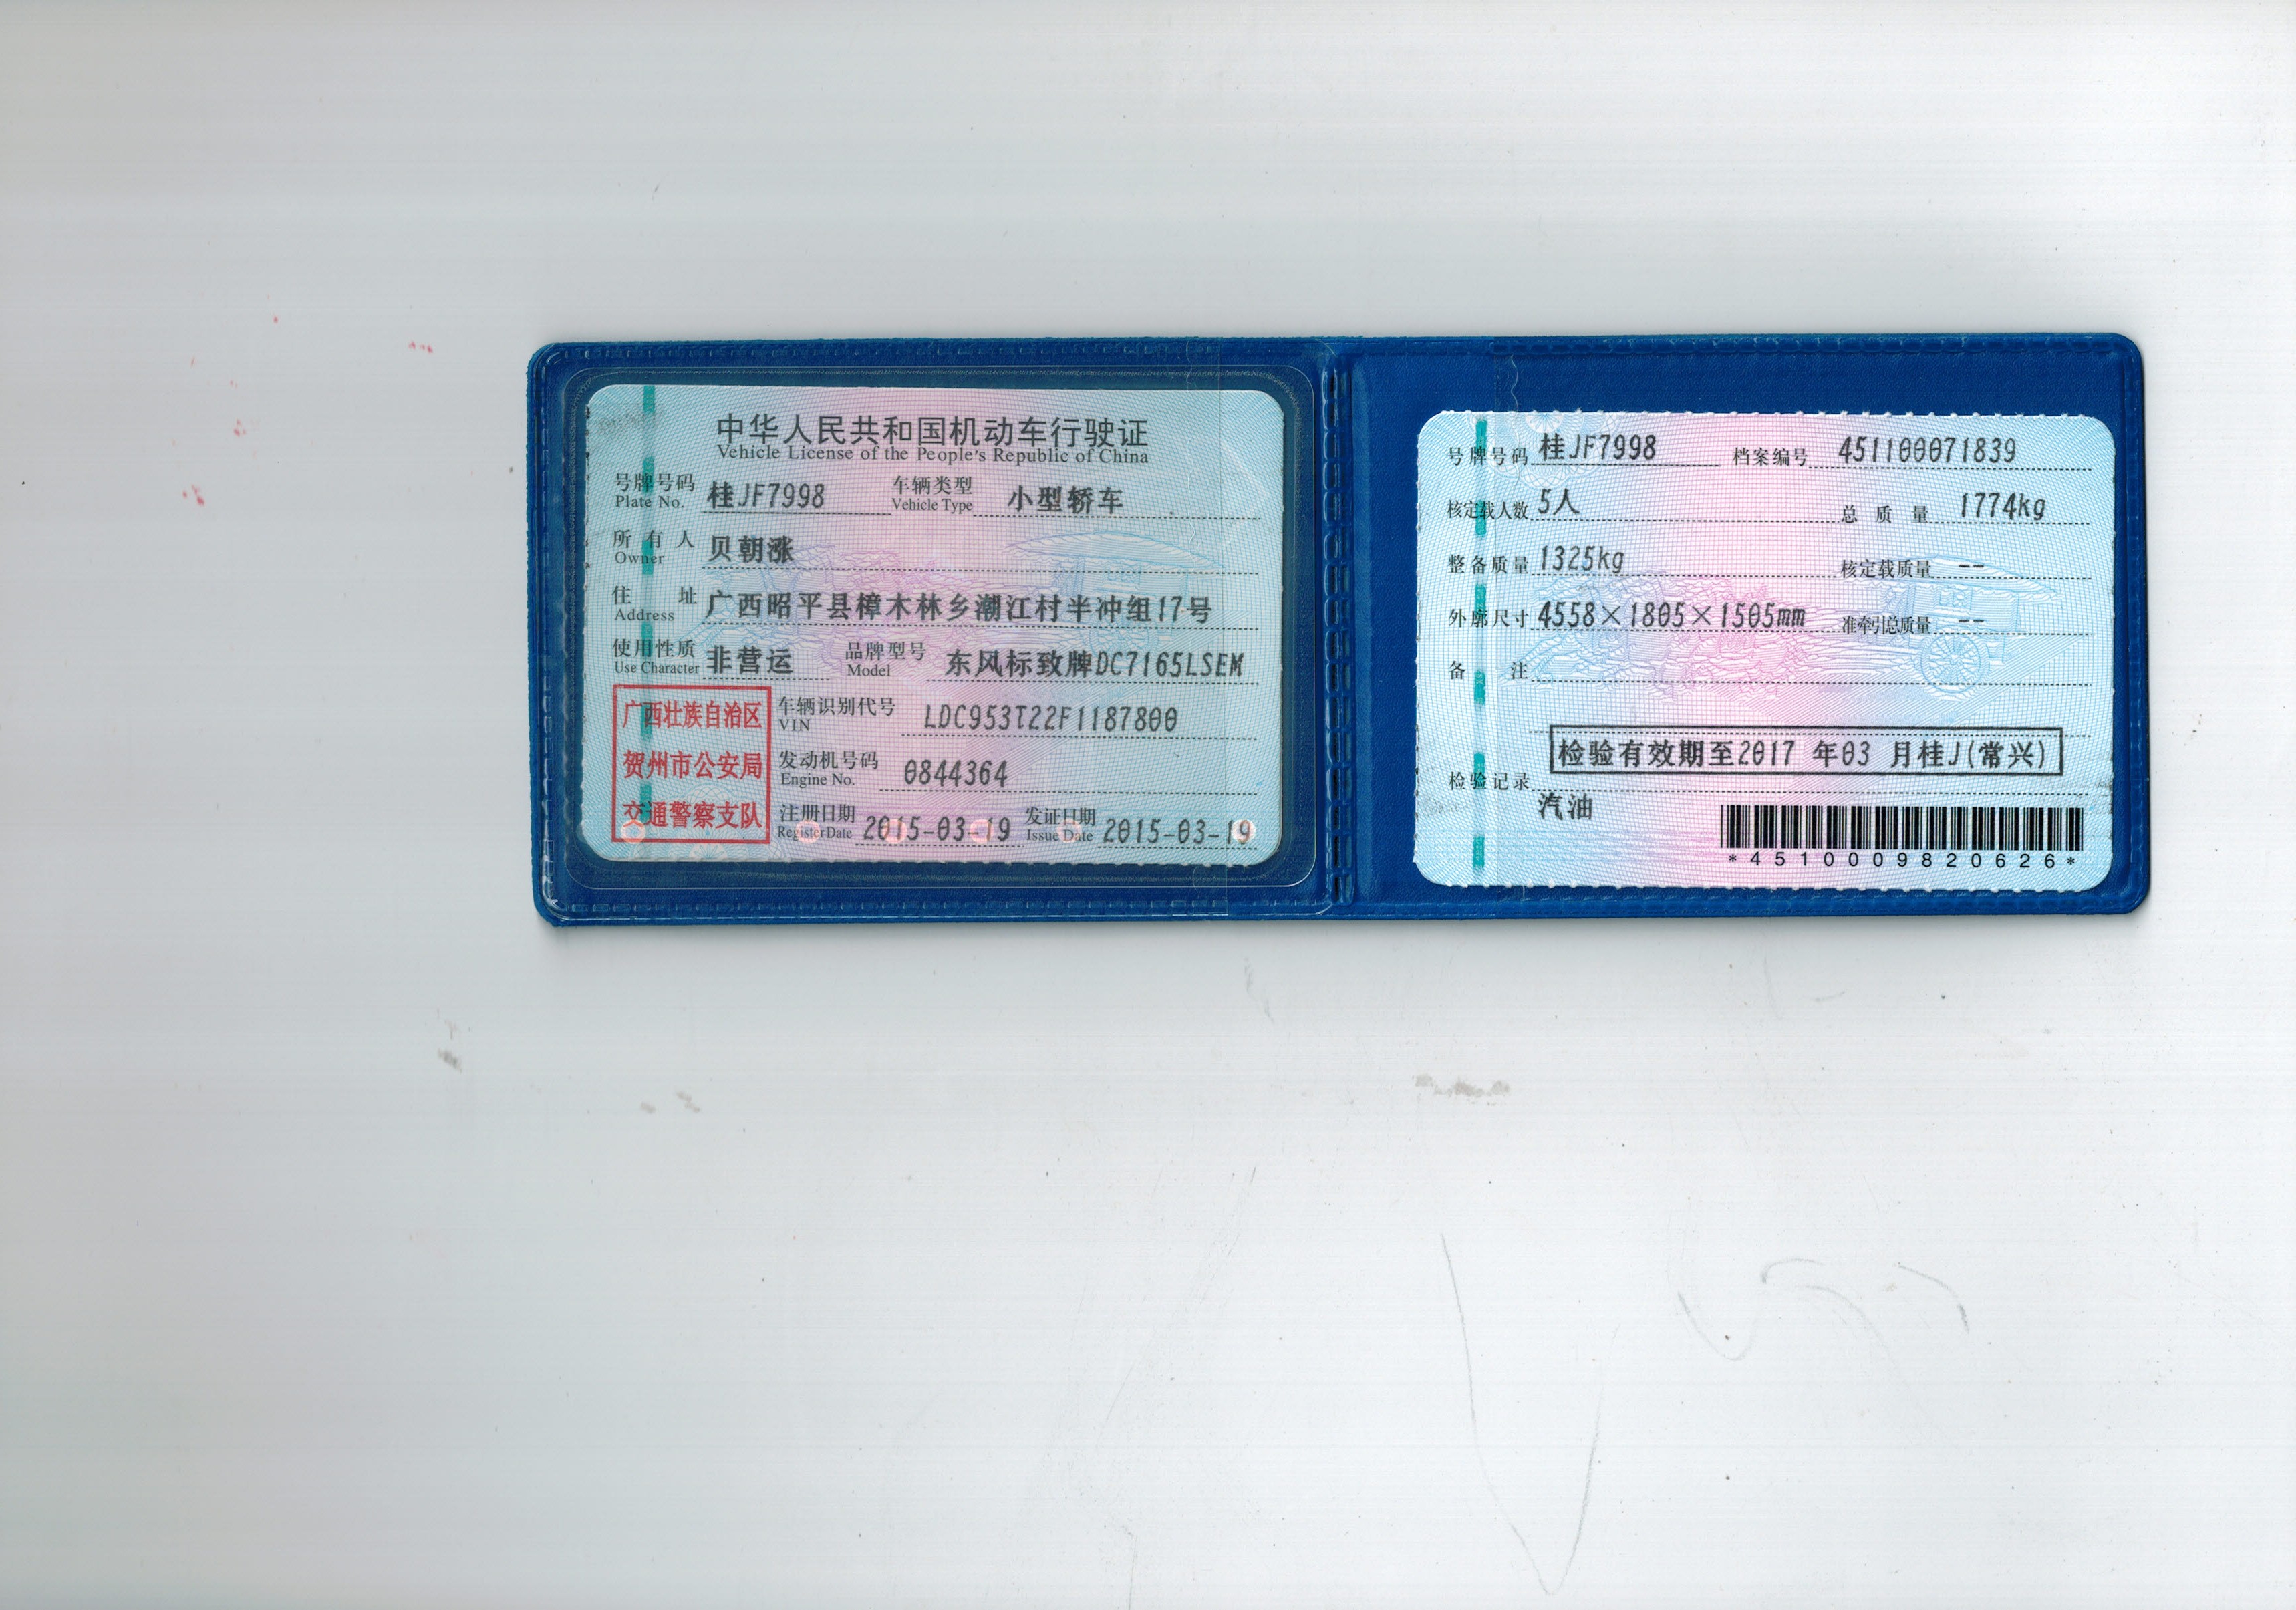 中华人民共和国机动车行驶证
Vehicle License of the People's Republic of China
号牌号码 桂JF7998 车辆类型 小型轿车
Plate No. Vehicle Type
所有人 贝朝涨
Owner
住址 广西昭平县樟木林乡潮江村半冲组17号
Address
使用性质 非营运 品牌型号 东风标致牌DC7165LSEM
Use Character Model
广西壮族自治区
贺州市公安局
交通警察支队
车辆识别代号 LDC953T22F1187800
VIN
发动机号码 0844364
Engine No.
注册日期 2015-03-19 发证日期 2015-03-19
Register Date Issue Date
号牌号码 桂JF7998 档案编号 451100071839
核定载人数 5人 总质量 1774kg
整备质量 1325kg 核定载质量 --
外廓尺寸 4558×1805×1505mm 准牵引总质量 --
备注
检验有效期至2017 年03 月桂J(常兴)
检验记录
汽油
*4510009820626*